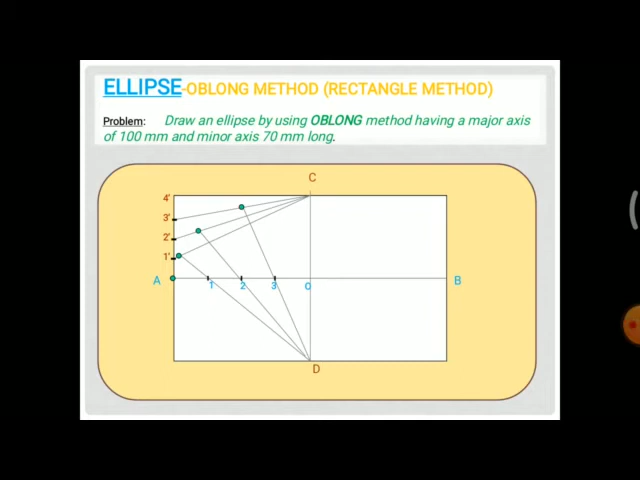 ELLIPSE-OBLONG METHOD (RECTANGLE METHOD)
Problem: Draw an ellipse by using OBLONG method having a major axis
of 100 mm and minor axis 70 mm long.
C
4'
3'
2'
1'
A 1 2 3 O B
D